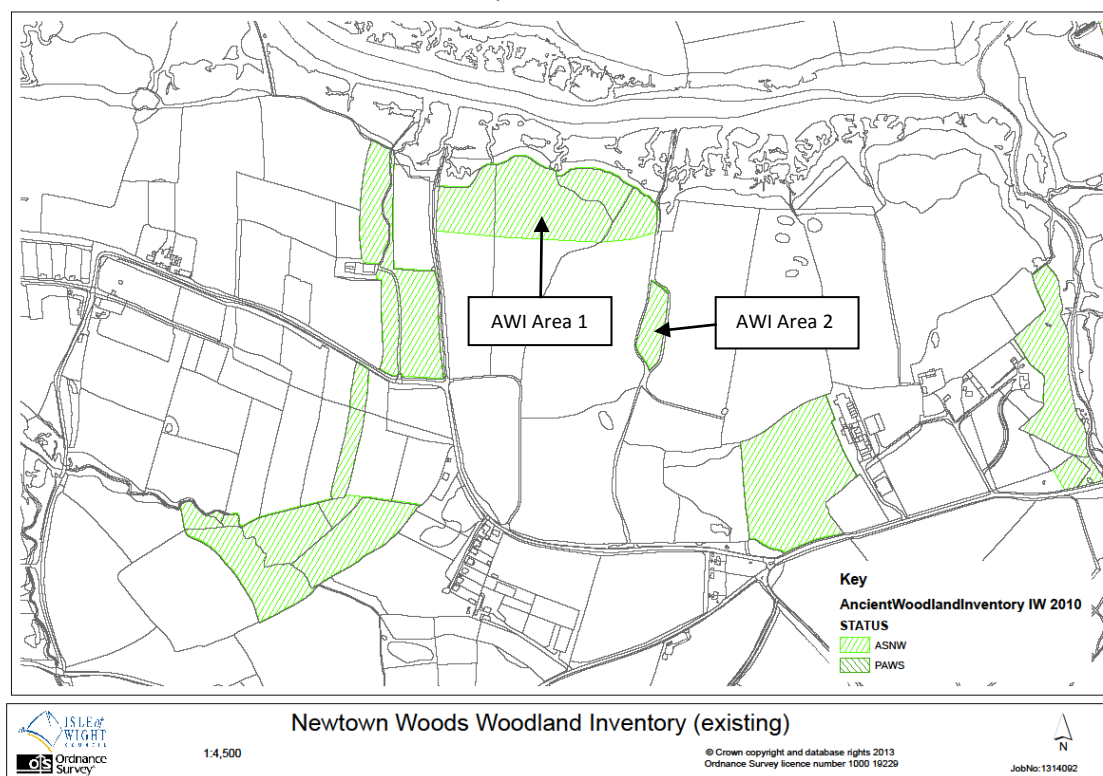 AWI Area 1
AWI Area 2
Key
AncientWoodlandInventory IW 2010
STATUS
ASNW
PAWS
ISLE of
WIGHT
COUNCIL
OS Ordnance
Survey
Newtown Woods Woodland Inventory (existing)
1:4,500
© Crown copyright and database rights 2013
Ordnance Survey licence number 1000 19229
N
JobNo:1314092